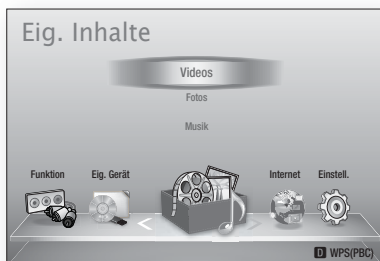 Eig. Inhalte
Videos
Fotos
Musik
Funktion Eig. Gerät Internet Einstell.
D WPS(PBC)